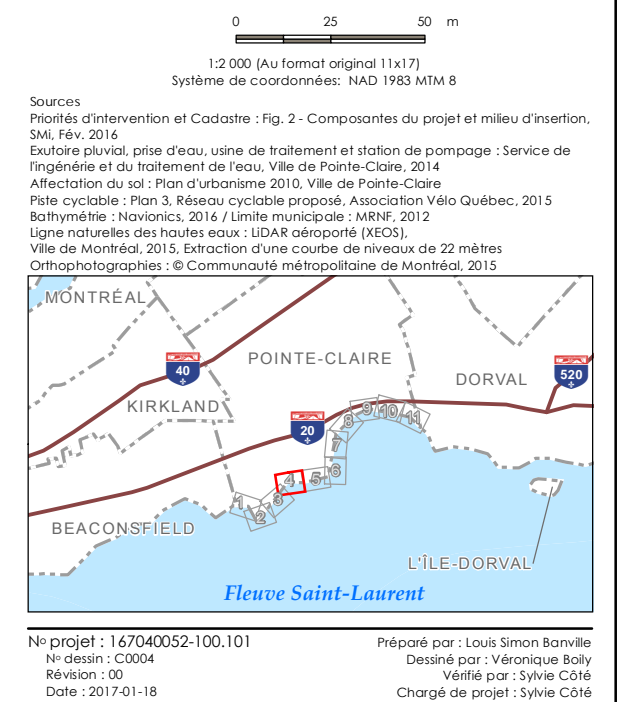 0 25 50 m
1:2 000 (Au format original 11x17)
Système de coordonnées: NAD 1983 MTM 8
Sources
Priorités d'intervention et Cadastre : Fig. 2 - Composantes du projet et milieu d'insertion,
SMi, Fév. 2016
Exutoire pluvial, prise d'eau, usine de traitement et station de pompage : Service de
l'ingénérie et du traitement de l'eau, Ville de Pointe-Claire, 2014
Affectation du sol : Plan d'urbanisme 2010, Ville de Pointe-Claire
Piste cyclable : Plan 3, Réseau cyclable proposé, Association Vélo Québec, 2015
Bathymétrie : Navionics, 2016 / Limite municipale : MRNF, 2012
Ligne naturelles des hautes eaux : LiDAR aéroporté (XEOS),
Ville de Montréal, 2015, Extraction d'une courbe de niveaux de 22 mètres
Orthophotographies : © Communauté métropolitaine de Montréal, 2015
MONTRÉAL
POINTE-CLAIRE
40
DORVAL
520
KIRKLAND
20
9 10 11
8
7
6
5
4
3
1
2
BEACONSFIELD
L'ÎLE-DORVAL
Fleuve Saint-Laurent
No projet : 167040052-100.101
No dessin : C0004
Révision : 00
Date : 2017-01-18
Préparé par : Louis Simon Banville
Dessiné par : Véronique Boily
Vérifié par : Sylvie Côté
Chargé de projet : Sylvie Côté